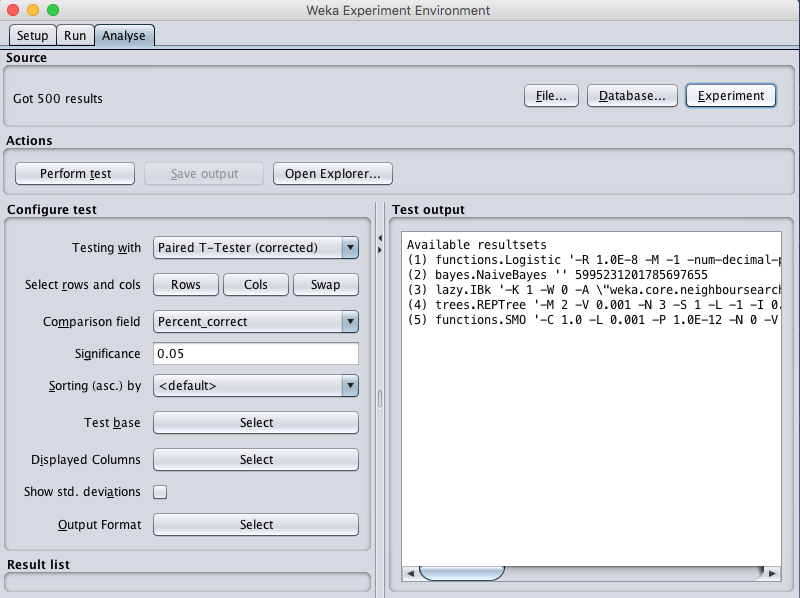 Weka Experiment Environment
Setup Run Analyse
Source
Got 500 results
File... Database... Experiment
Actions
Perform test Save output Open Explorer...
Configure test
Testing with Paired T-Tester (corrected)
Select rows and cols Rows Cols Swap
Comparison field Percent_correct
Significance 0.05
Sorting (asc.) by <default>
Test base Select
Displayed Columns Select
Show std. deviations
Output Format Select
Result list
Test output
Available resultsets
(1) functions.Logistic '-R 1.0E-8 -M -1 -num-decimal-p
(2) bayes.NaiveBayes '' 5995231201785697655
(3) lazy.IBk '-K 1 -W 0 -A \"weka.core.neighboursearch
(4) trees.REPTree '-M 2 -V 0.001 -N 3 -S 1 -L -1 -I 0.
(5) functions.SMO '-C 1.0 -L 0.001 -P 1.0E-12 -N 0 -V